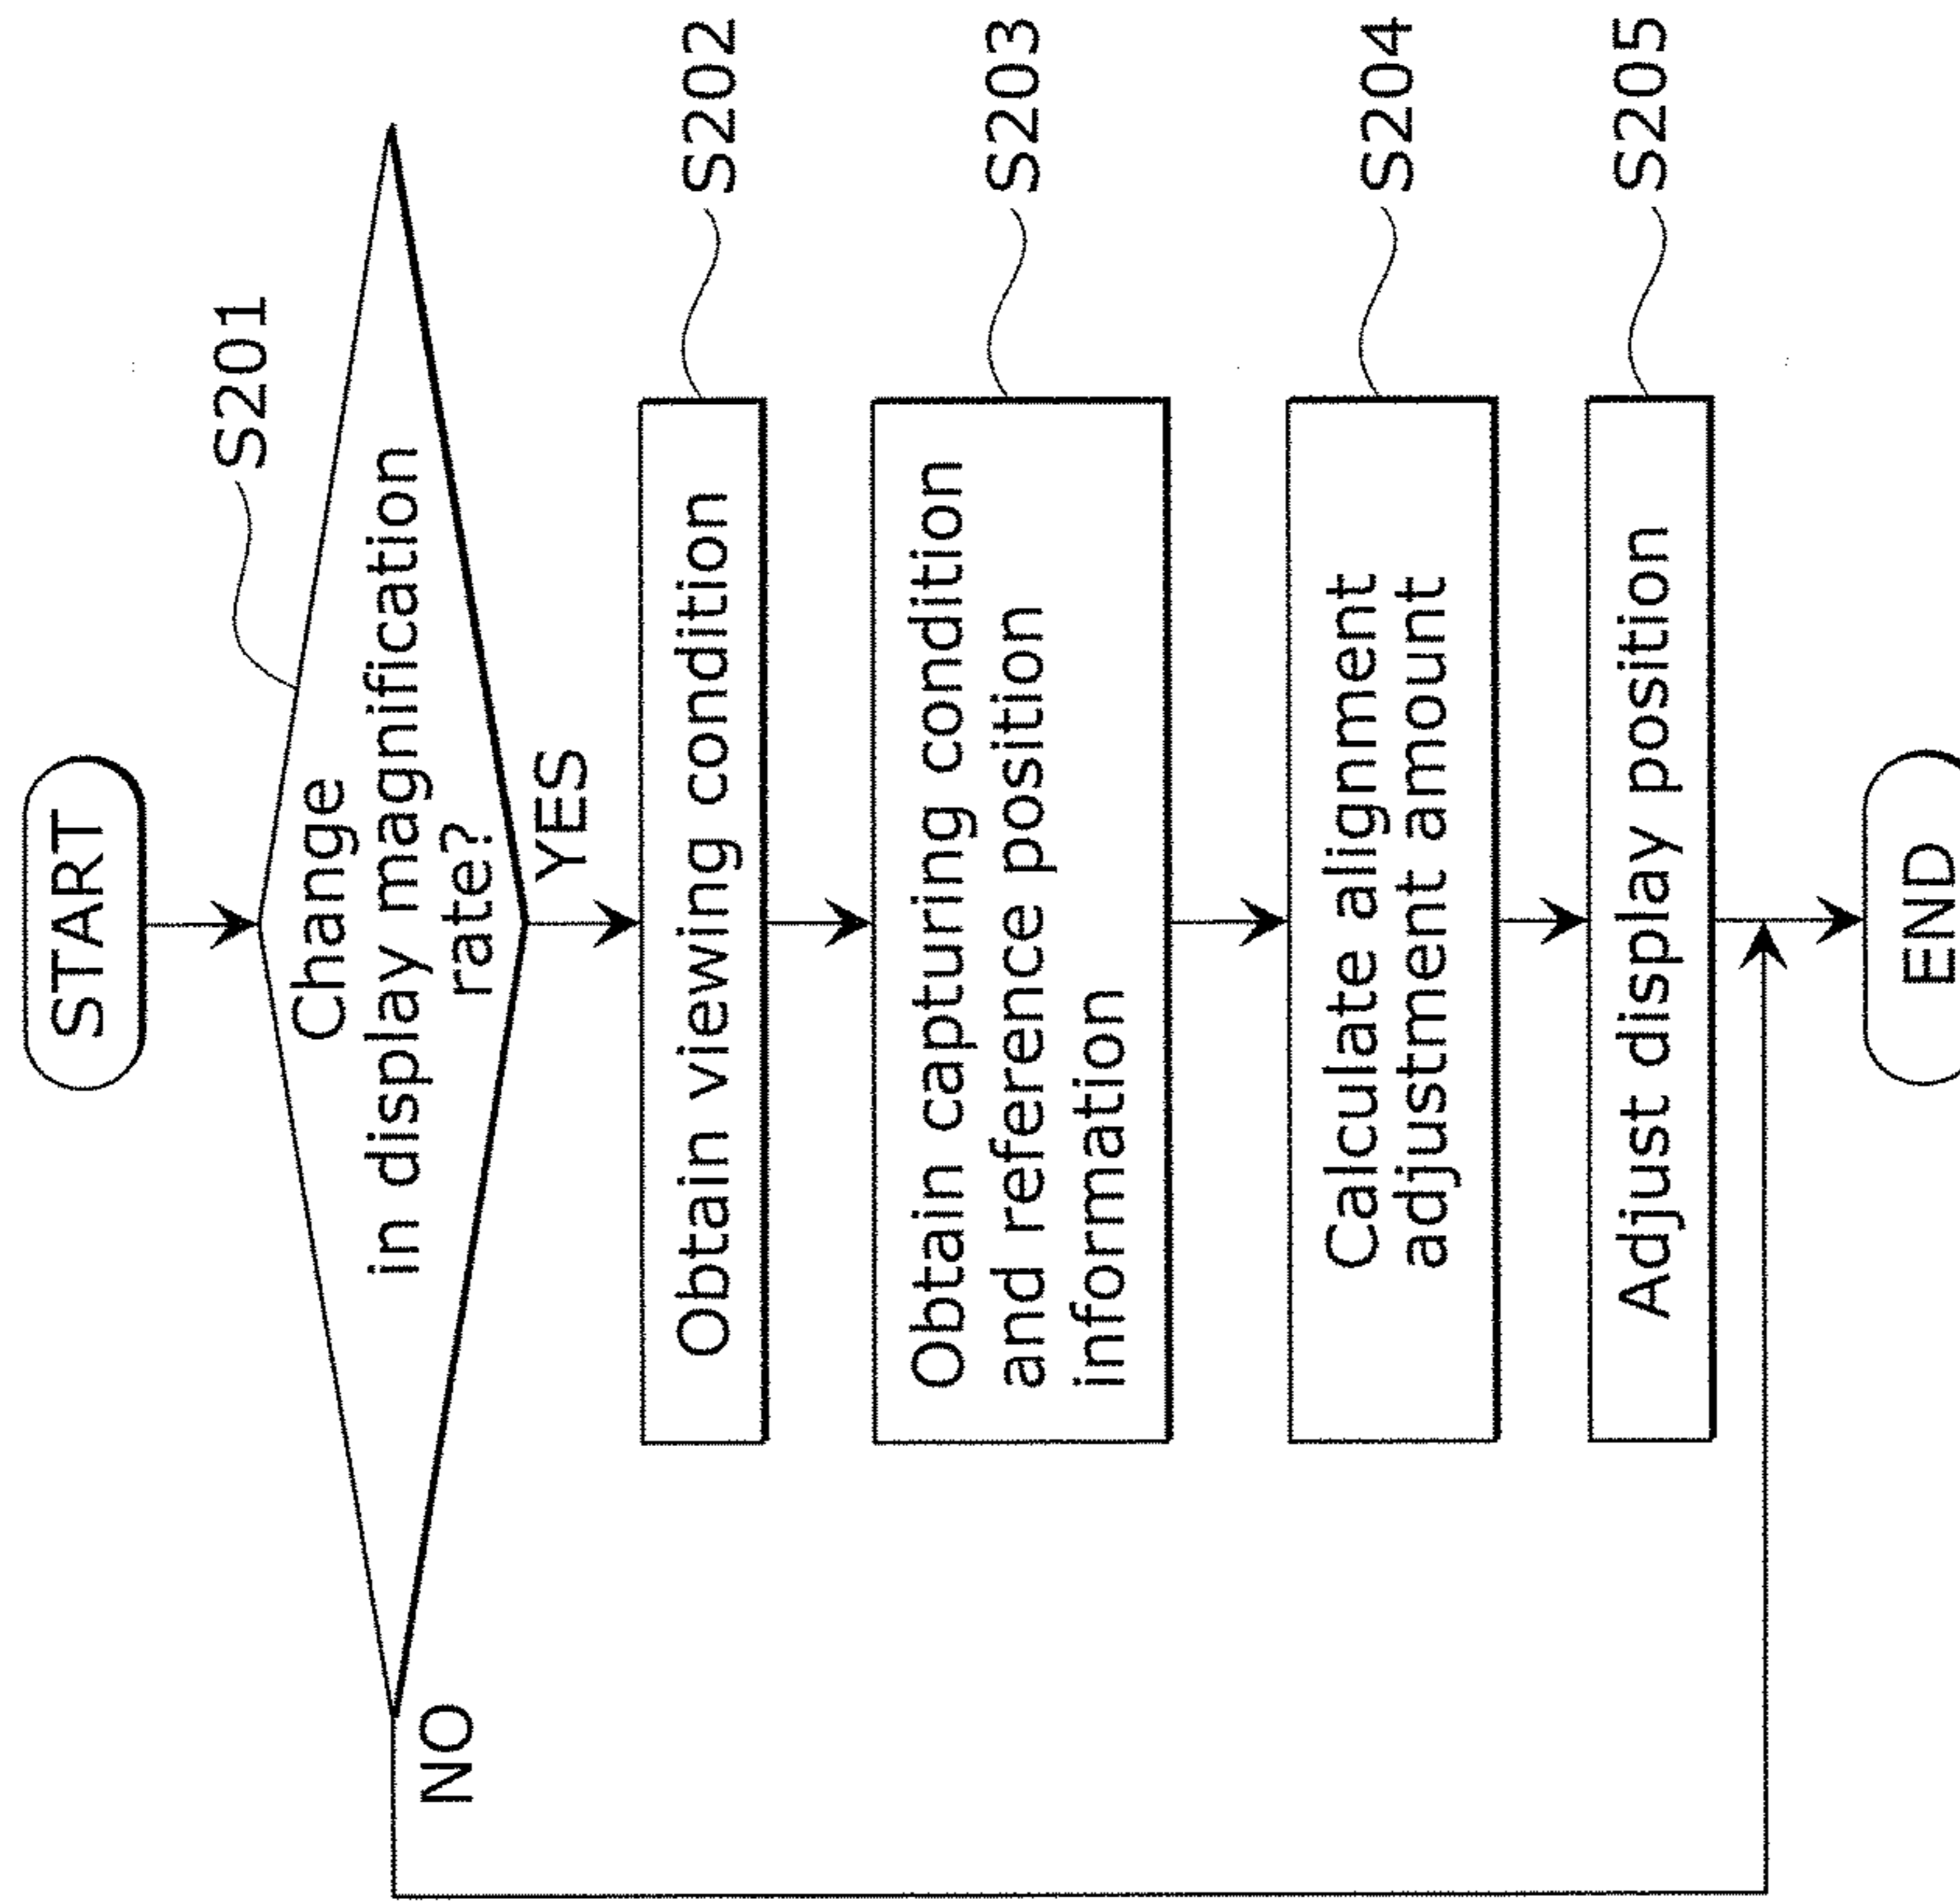 START
S201
Change
in display magnification
rate?
NO
YES
Obtain viewing condition
S202
Obtain capturing condition
and reference position
information
S203
Calculate alignment
adjustment amount
S204
Adjust display position
S205
END